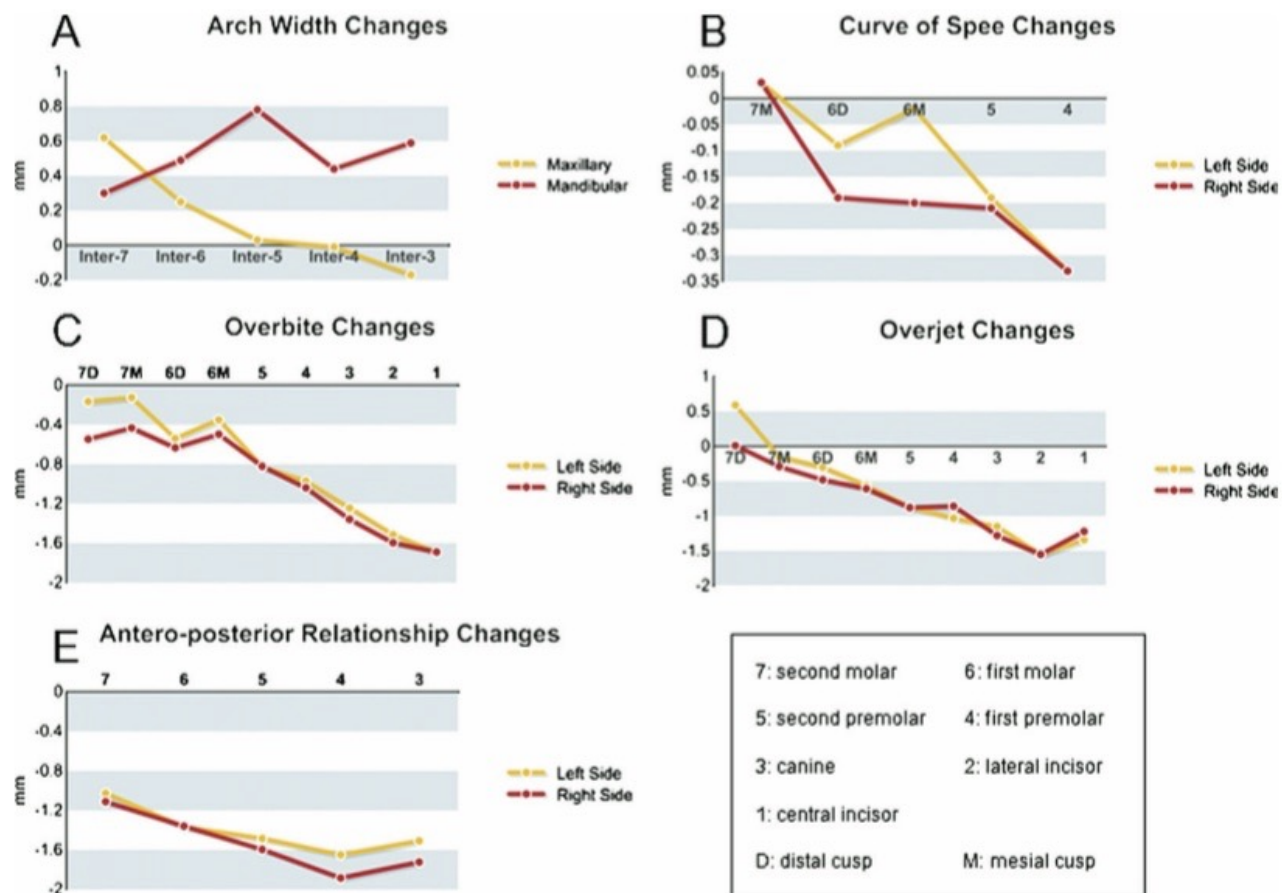 A Arch Width Changes
1
0.8
0.6
0.4
0.2
0
-0.2
mm
Inter-7 Inter-6 Inter-5 Inter-4 Inter-3
Maxillary
Mandibular
B Curve of Spee Changes
0.05
0
-0.05
-0.1
-0.15
-0.2
-0.25
-0.3
-0.35
mm
7M 6D 6M 5 4
Left Side
Right Side
C Overbite Changes
7D 7M 6D 6M 5 4 3 2 1
0
-0.4
-0.8
-1.2
-1.6
-2
mm
Left Side
Right Side
D Overjet Changes
1
0.5
0
-0.5
-1
-1.5
-2
mm
7D 7M 6D 6M 5 4 3 2 1
Left Side
Right Side
E Antero-posterior Relationship Changes
7 6 5 4 3
0
-0.4
-0.8
-1.2
-1.6
-2
mm
Left Side
Right Side
7: second molar 6: first molar
5: second premolar 4: first premolar
3: canine 2: lateral incisor
1: central incisor
D: distal cusp M: mesial cusp